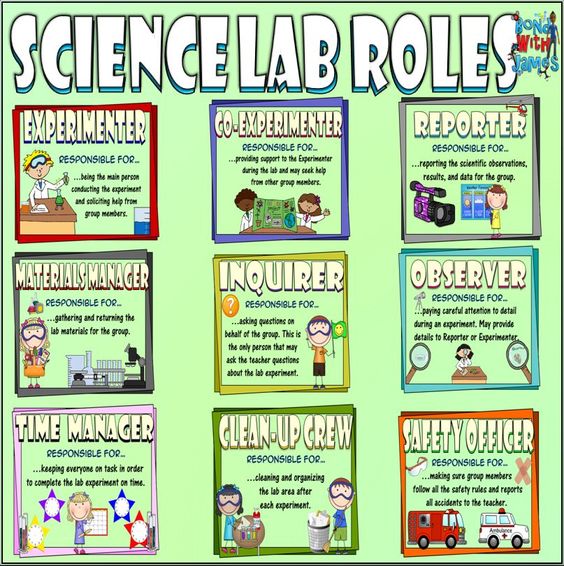 SCIENCE LAB ROLES
BOND
WITH
JAMES
EXPERIMENTER
RESPONSIBLE FOR...
...being the main person
conducting the experiment
and soliciting help from
group members.
CO-EXPERIMENTER
RESPONSIBLE FOR...
...providing support to the Experimenter
during the lab and may seek help
from other group members.
REPORTER
RESPONSIBLE FOR...
...reporting the scientific observations,
results, and data for the group.
MATERIALS MANAGER
RESPONSIBLE FOR...
...gathering and returning the
lab materials for the group.
INQUIRER
?
RESPONSIBLE FOR...
...asking questions on
behalf of the group. This is
the only person that may
ask the teacher questions
about the lab experiment.
OBSERVER
RESPONSIBLE FOR...
...paying careful attention to detail
during an experiment. May provide
details to Reporter or Experimenter.
TIME MANAGER
RESPONSIBLE FOR...
...keeping everyone on task in order
to complete the lab experiment on time.
CLEAN-UP CREW
RESPONSIBLE FOR...
...cleaning and organizing
the lab area after
each experiment.
SAFETY OFFICER
RESPONSIBLE FOR...
...making sure group members
follow all the safety rules and reports
all accidents to the teacher.
Ambulance